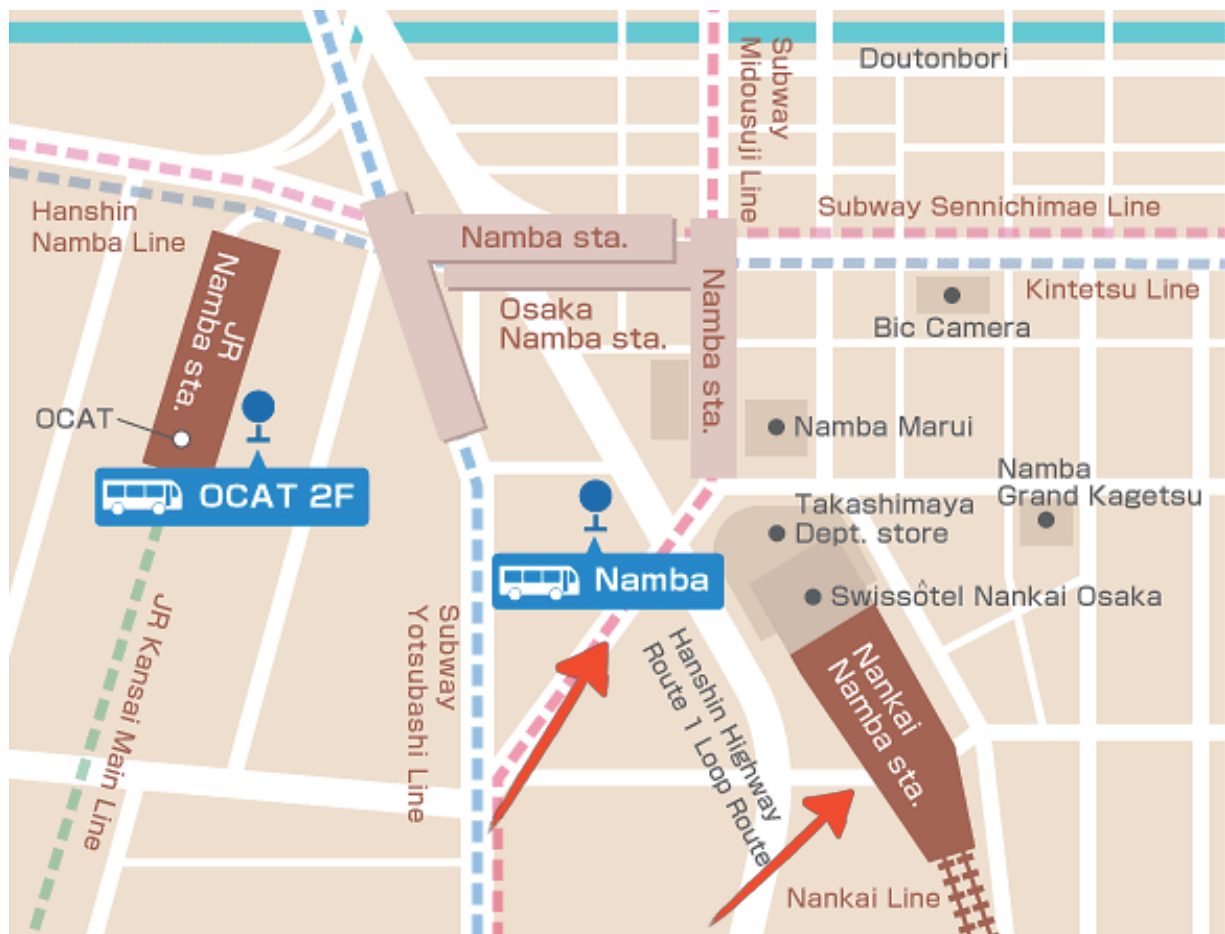 Doutonbori
Subway
Midousuji Line
Hanshin
Namba Line
Subway Sennichimae Line
Namba sta.
Kintetsu Line
Osaka
Namba sta.
Namba sta.
Bic Camera
JR
Namba sta.
OCAT
Namba Marui
OCAT 2F
Namba
Grand Kagetsu
Takashimaya
Dept. store
Namba
Swissôtel Nankai Osaka
JR Kansai Main Line
Subway
Yotsubashi Line
Hanshin Highway
Route 1 Loop Route
Nankai
Namba sta.
Nankai Line